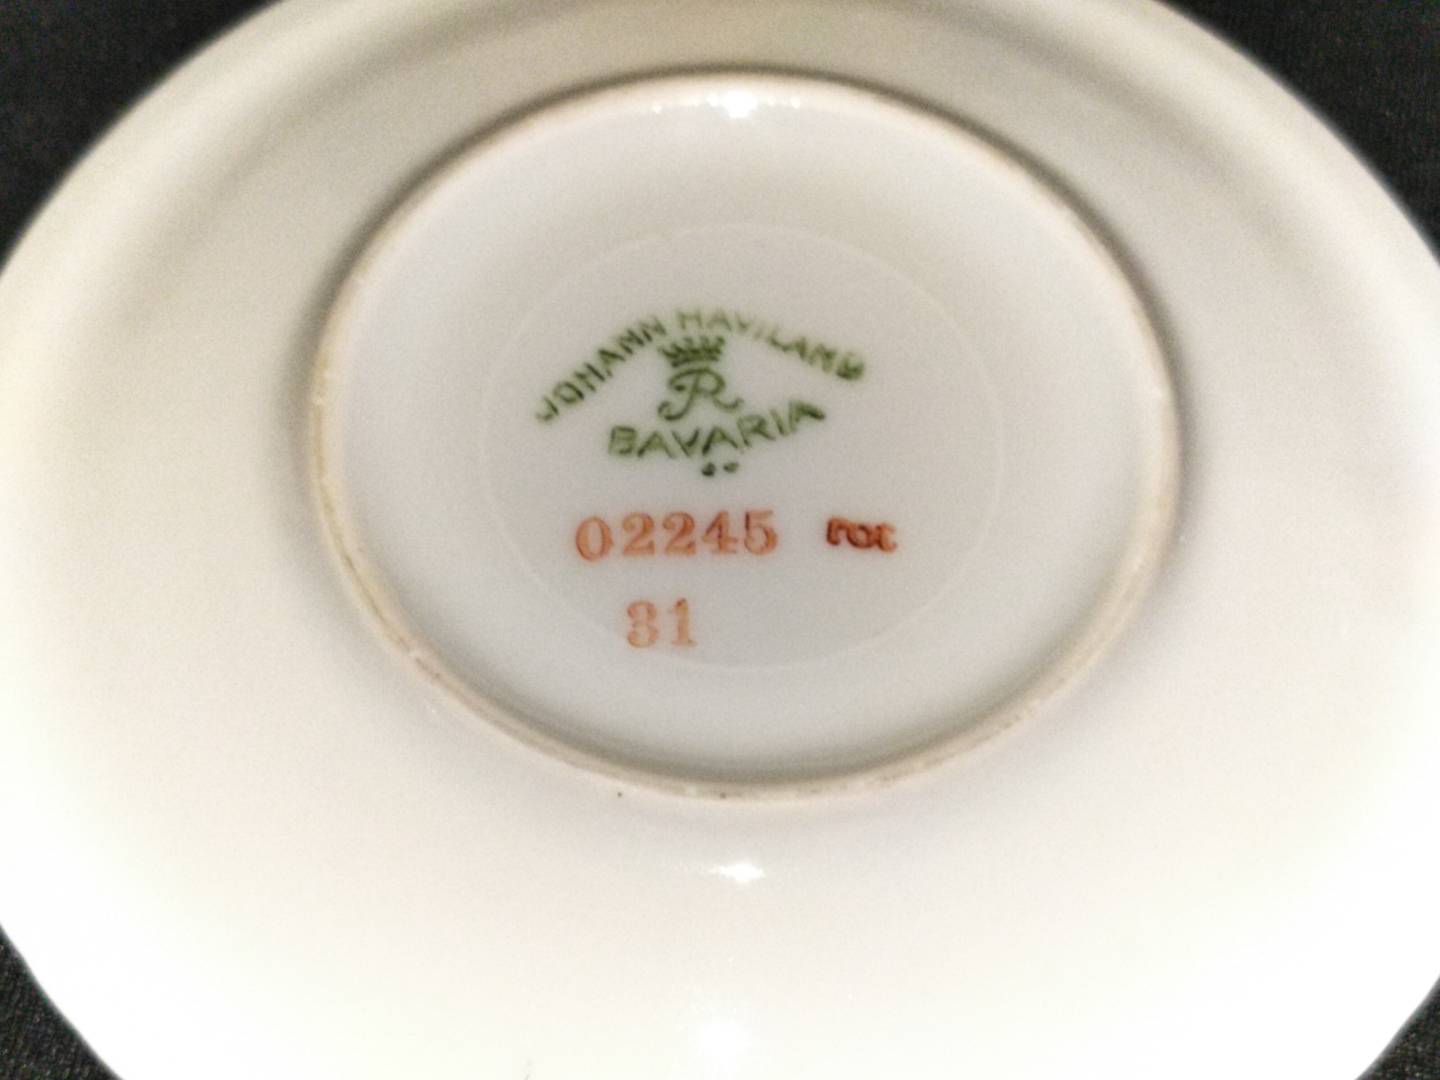 JOHANN HAVILAND
R
BAVARIA
02245 rot
31